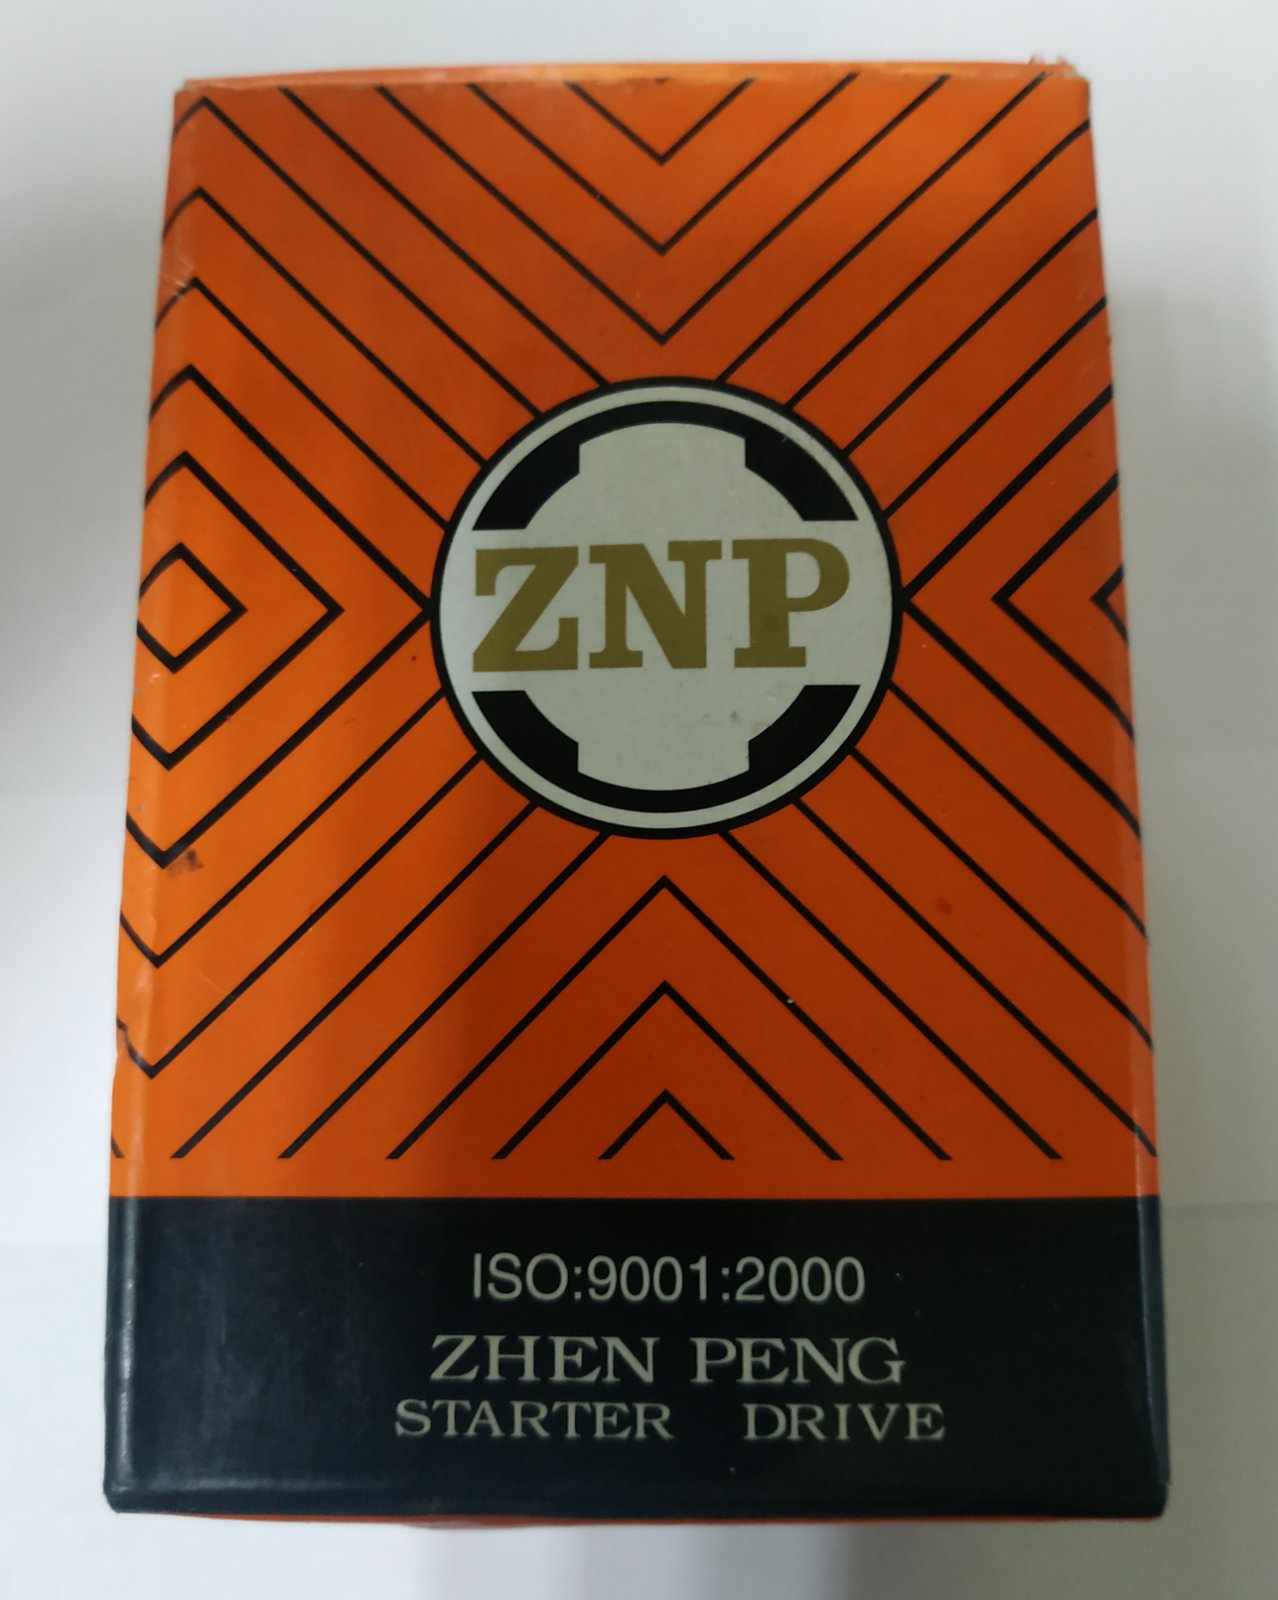 ZNP
ISO:9001:2000
ZHEN PENG
STARTER DRIVE